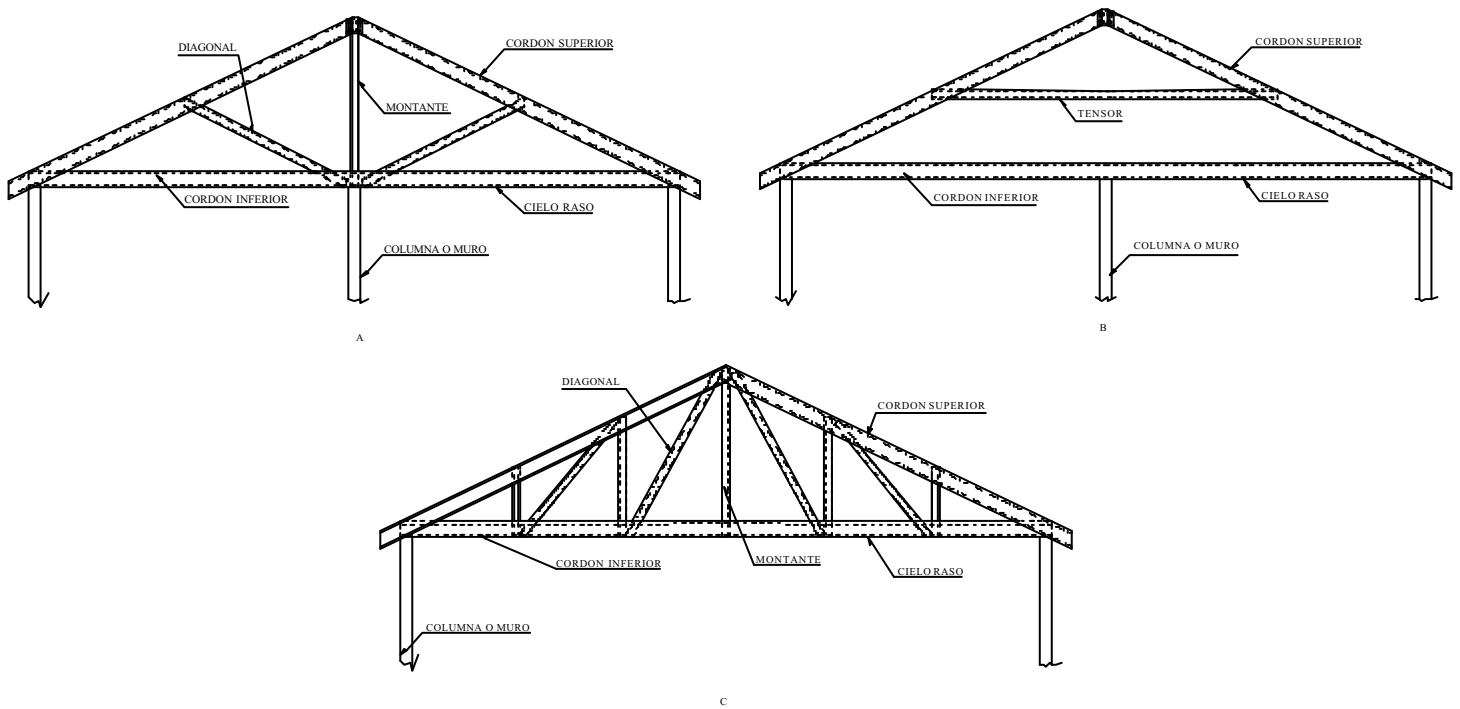 DIAGONAL
CORDON SUPERIOR
MONTANTE
CORDON INFERIOR
CIELO RASO
COLUMNA O MURO
A
CORDON SUPERIOR
TENSOR
CORDON INFERIOR
CIELO RASO
COLUMNA O MURO
B
DIAGONAL
CORDON SUPERIOR
CORDON INFERIOR
MONTANTE
CIELO RASO
COLUMNA O MURO
C